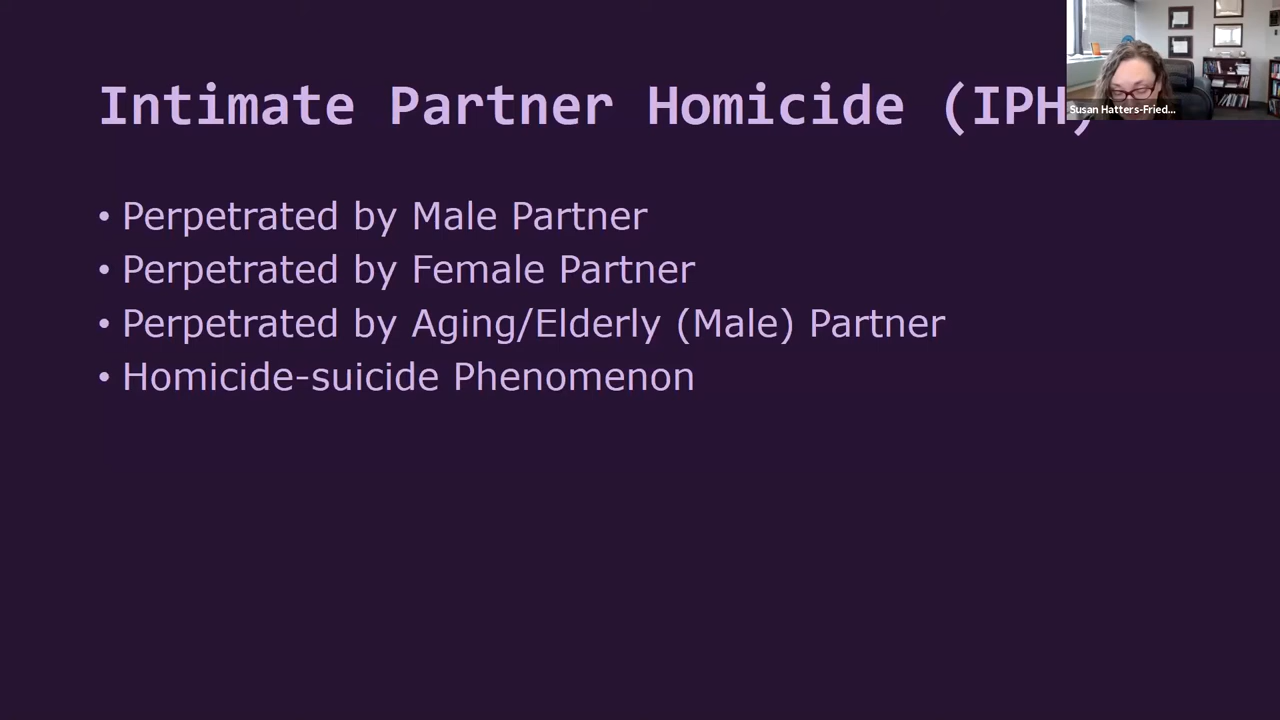 Intimate Partner Homicide (IPH)
• Perpetrated by Male Partner
• Perpetrated by Female Partner
• Perpetrated by Aging/Elderly (Male) Partner
• Homicide-suicide Phenomenon
Susan Hatters-Fried...